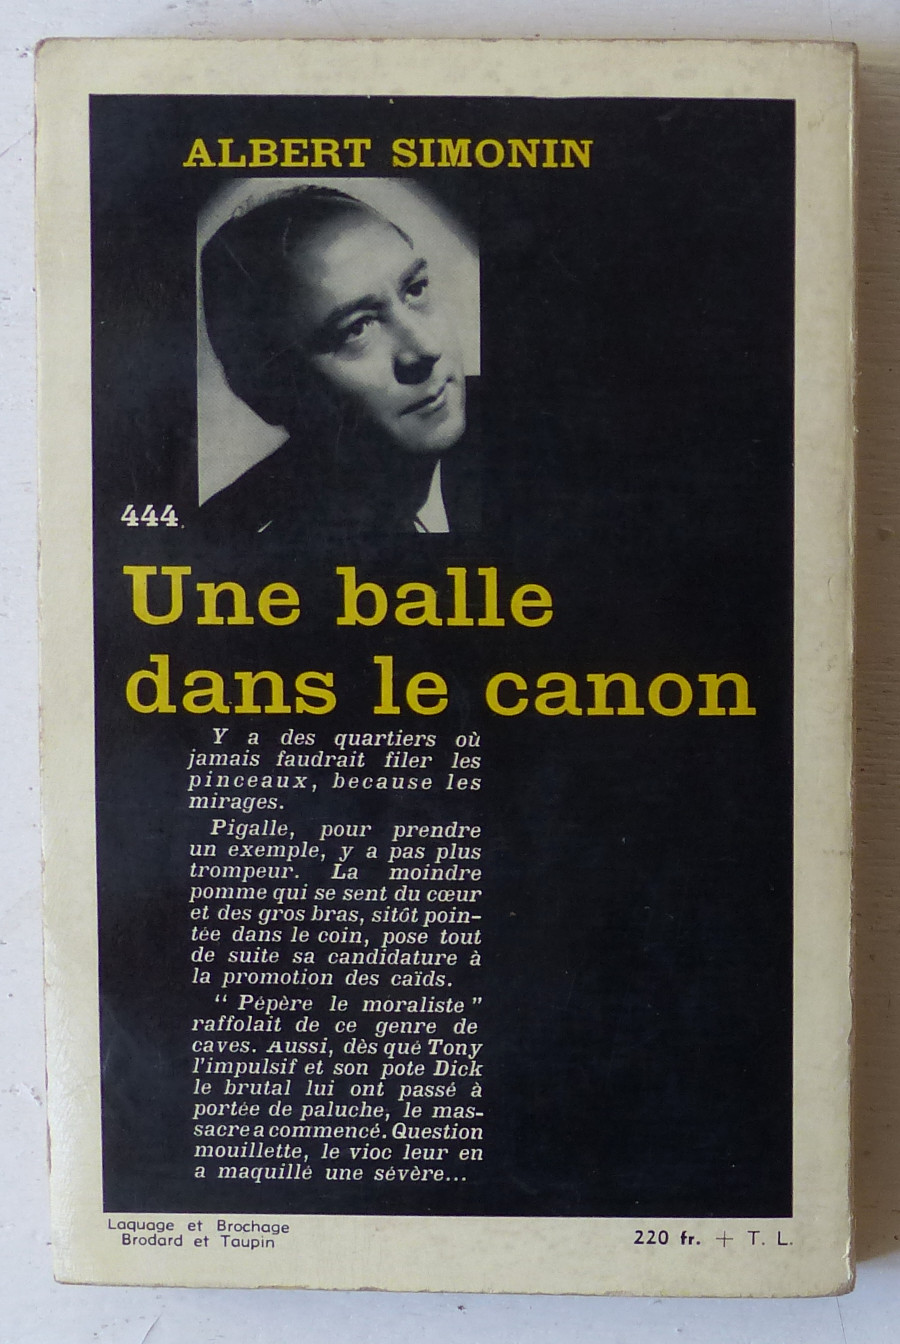 ALBERT SIMONIN
444
Une balle
dans le canon
Y a des quartiers où
jamais faudrait filer les
pinceaux, because les
mirages.
Pigalle, pour prendre
un exemple, y a pas plus
trompeur. La moindre
pomme qui se sent du cœur
et des gros bras, sitôt poin-
tée dans le coin, pose tout
de suite sa candidature à
la promotion des caïds.
“ Pépère le moraliste ”
raffolait de ce genre de
caves. Aussi, dès que Tony
l'impulsif et son pote Dick
le brutal lui ont passé à
portée de paluche, le mas-
sacre a commencé. Question
mouillette, le vioc leur en
a maquillé une sévère...
Laquage et Brochage
Brodard et Taupin
220 fr. + T. L.